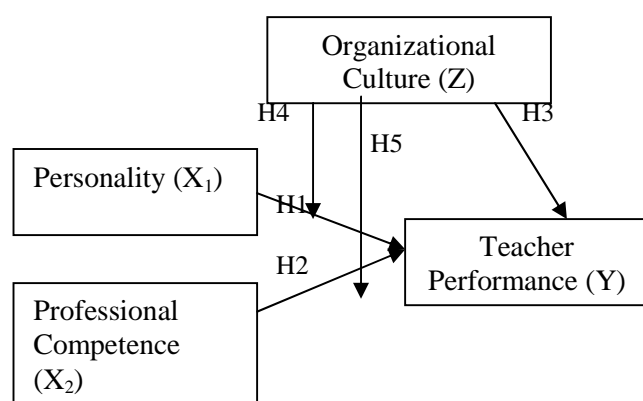 Organizational
Culture (Z)
H4
H3
H5
Personality (X₁)
H1
Teacher
Performance (Y)
H2
Professional
Competence
(X₂)